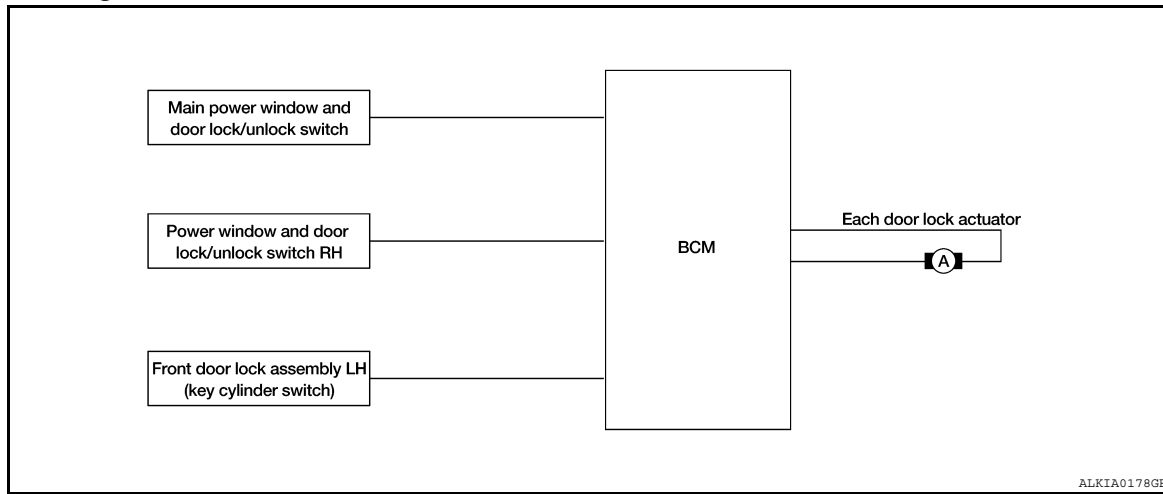 Main power window and
door lock/unlock switch
Power window and door
lock/unlock switch RH
Front door lock assembly LH
(key cylinder switch)
BCM
Each door lock actuator
A